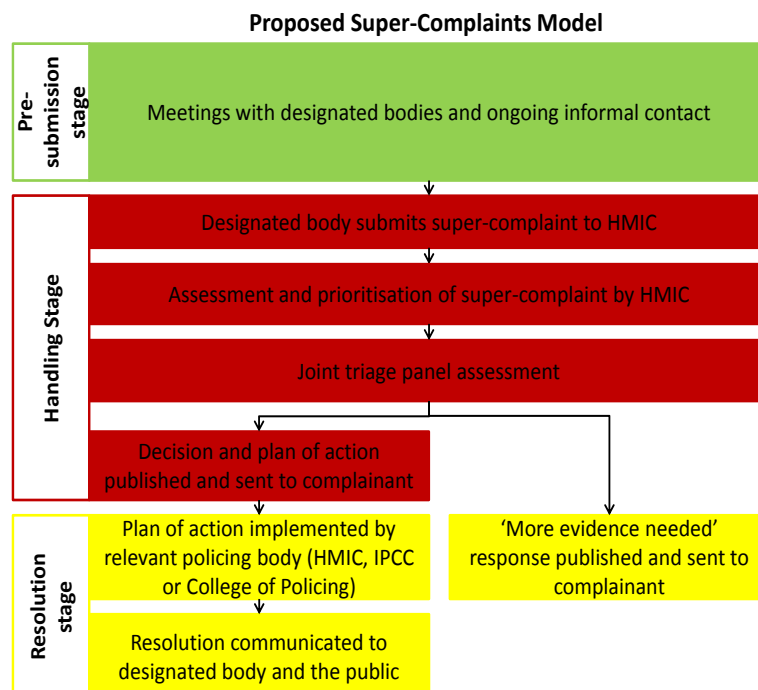 Proposed Super-Complaints Model
Pre-
submission
stage
Meetings with designated bodies and ongoing informal contact
Handling Stage
Designated body submits super-complaint to HMIC
Assessment and prioritisation of super-complaint by HMIC
Joint triage panel assessment
Decision and plan of action
published and sent to complainant
Resolution
stage
Plan of action implemented by
relevant policing body (HMIC, IPCC
or College of Policing)
‘More evidence needed’
response published and sent to
complainant
Resolution communicated to
designated body and the public